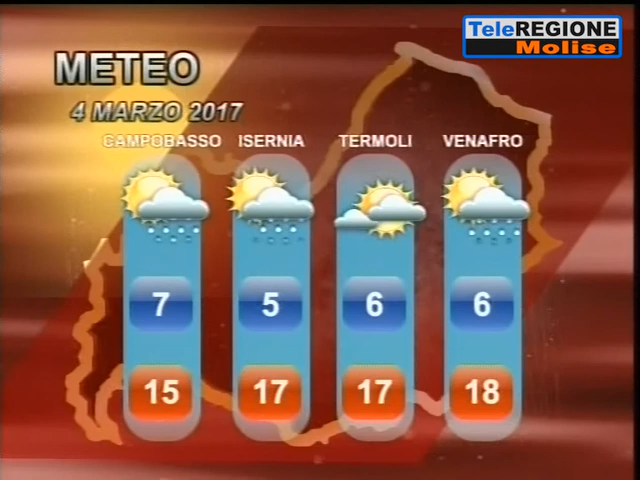 TeleREGIONE
Molise
METEO
4 MARZO 2017
CAMPOBASSO ISERNIA TERMOLI VENAFRO
7 5 6 6
15 17 17 18